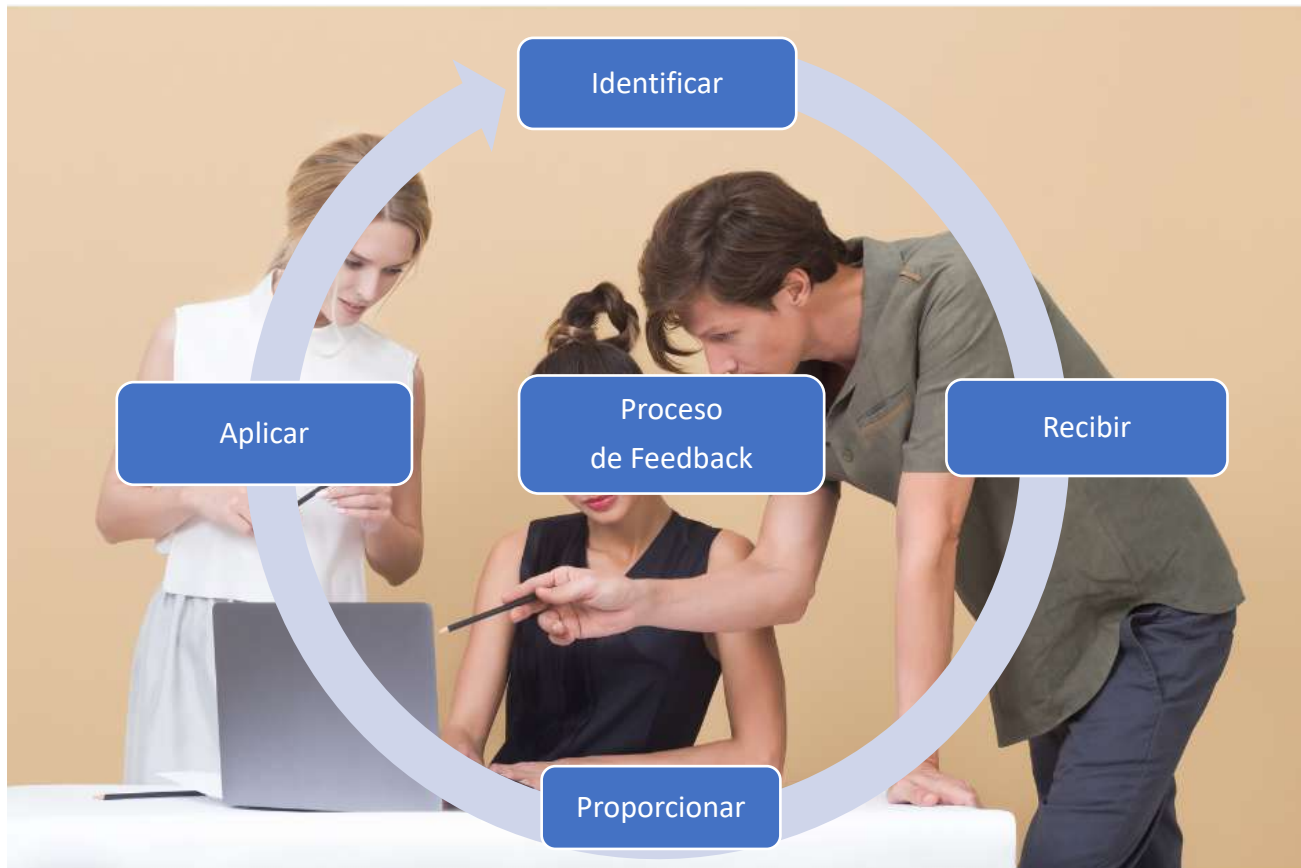 Identificar
Aplicar
Proceso
de Feedback
Recibir
Proporcionar